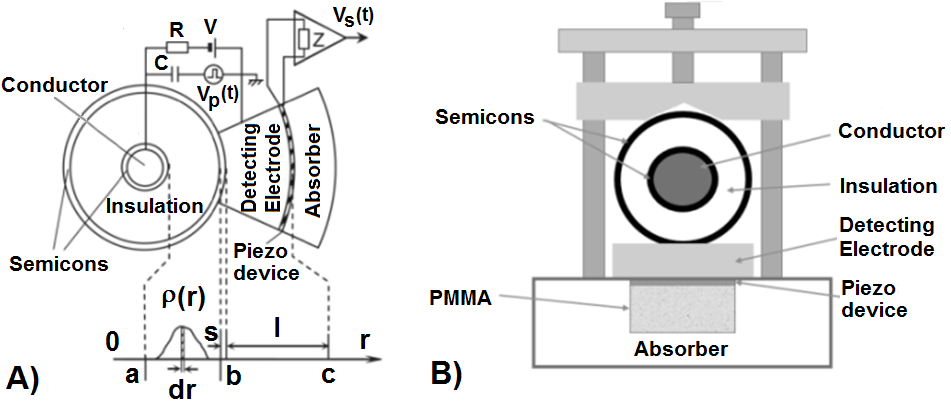 R
V
Vs(t)
Z
C
Vp(t)
Conductor
Insulation
Detecting
Electrode
Absorber
Semicons
Piezo
device
ρ(r)
0
s
l
r
a
b
c
dr
A)
Semicons
Conductor
Insulation
Detecting
Electrode
PMMA
Piezo
device
Absorber
B)